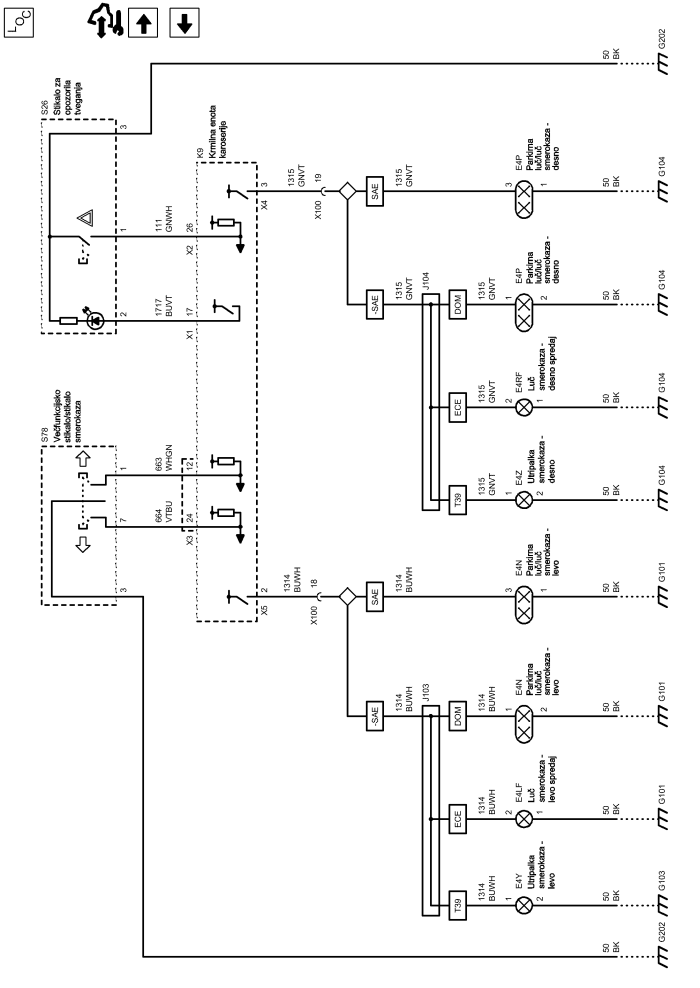 LOC
S26
Stikalo za
opozorila
tveganja
3
1
2
111
GNWH
1717
BUVT
S78
Večfunkcijsko
stikalo/stikalo
smerokaza
1
7
3
663
WHGN
664
VTBU
K9
Krmilna enota
karoserije
X4
3
X2
26
X1
17
12
X3
24
X5
2
1315
GNVT
X100
19
1314
BUWH
X100
18
SAE
1315
GNVT
-SAE
1315
GNVT
SAE
1314
BUWH
-SAE
1314
BUWH
J104
J103
DOM
1315
GNVT
ECE
1315
GNVT
T39
1315
GNVT
DOM
1314
BUWH
ECE
1314
BUWH
T39
1314
BUWH
3
E4P
Parkirna
luč/luč
smerokaza -
desno
1
1
E4P
Parkirna
luč/luč
smerokaza -
desno
2
2
E4RF
Luč
smerokaza -
desno spredaj
1
1
E4Z
Utripalka
smerokaza -
desno
2
3
E4N
Parkirna
luč/luč
smerokaza -
levo
1
1
E4N
Parkirna
luč/luč
smerokaza -
levo
2
2
E4LF
Luč
smerokaza -
levo spredaj
1
1
E4Y
Utripalka
smerokaza -
levo
2
50
BK
G202
50
BK
G104
50
BK
G104
50
BK
G104
50
BK
G104
50
BK
G101
50
BK
G101
50
BK
G101
50
BK
G103
50
BK
G202